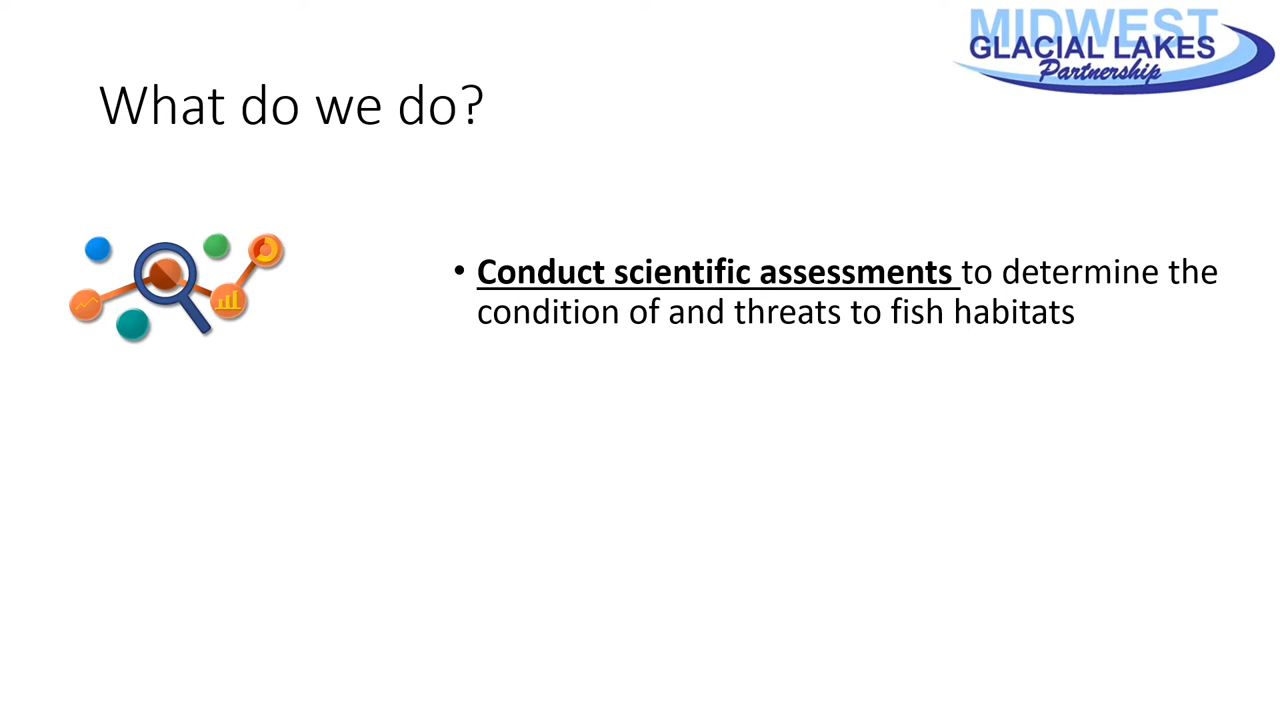 MIDWEST
GLACIAL LAKES
Partnership
What do we do?
• Conduct scientific assessments to determine the
condition of and threats to fish habitats